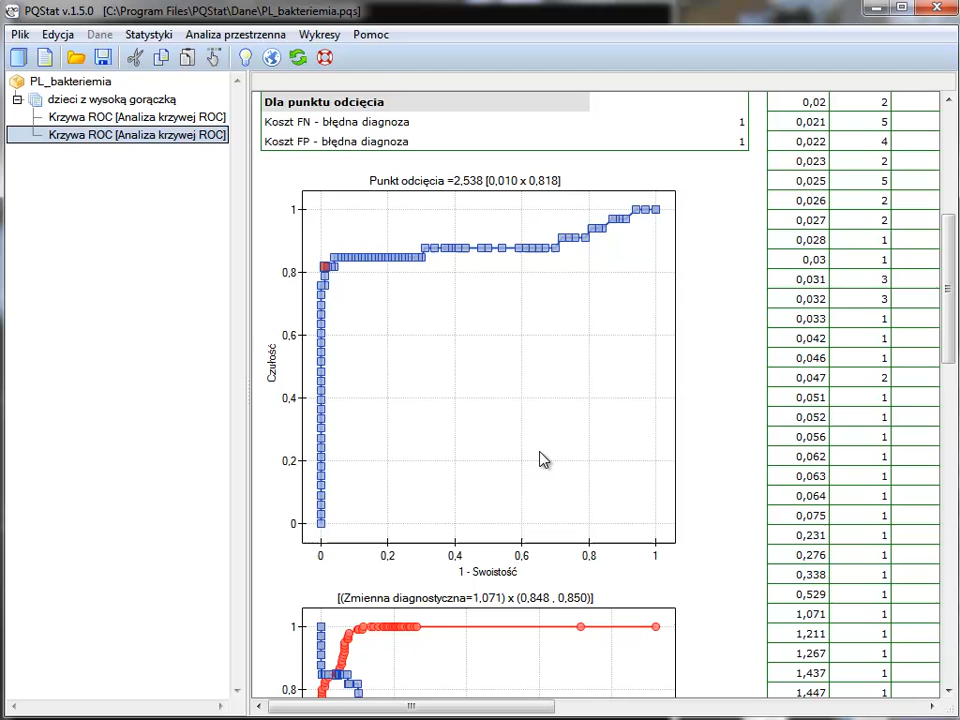 PQStat v.1.5.0 [C:\Program Files\PQStat\Dane\PL_bakteriemia.pqs]
Plik Edycja Dane Statystyki Analiza przestrzenna Wykresy Pomoc
PL_bakteriemia
dzieci z wysoką gorączką
Krzywa ROC [Analiza krzywej ROC]
Krzywa ROC [Analiza krzywej ROC]
Dla punktu odcięcia
Koszt FN - błędna diagnoza 1
Koszt FP - błędna diagnoza 1
Punkt odcięcia =2,538 [0,010 x 0,818]
1
0,8
0,6
0,4
0,2
0
Czułość
0 0,2 0,4 0,6 0,8 1
1 - Swoistość
[(Zmienna diagnostyczna=1,071) x (0,848 , 0,850)]
1
0,8
0,02 2
0,021 5
0,022 4
0,023 2
0,025 5
0,026 2
0,027 2
0,028 1
0,03 1
0,031 3
0,032 3
0,033 1
0,042 1
0,046 1
0,047 2
0,051 1
0,052 1
0,056 1
0,062 1
0,063 1
0,064 1
0,075 1
0,231 1
0,276 1
0,338 1
0,529 1
1,071 1
1,211 1
1,267 1
1,437 1
1,447 1